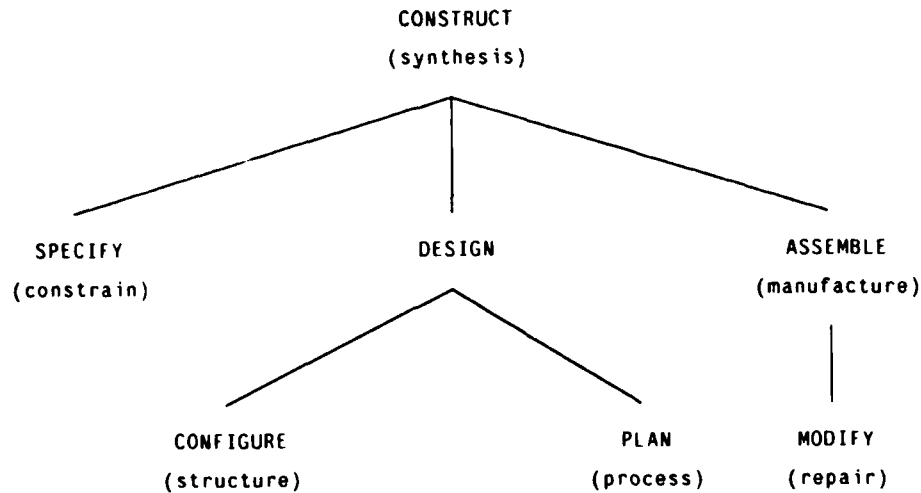 CONSTRUCT
(synthesis)
SPECIFY
(constrain)
DESIGN
ASSEMBLE
(manufacture)
CONFIGURE
(structure)
PLAN
(process)
MODIFY
(repair)